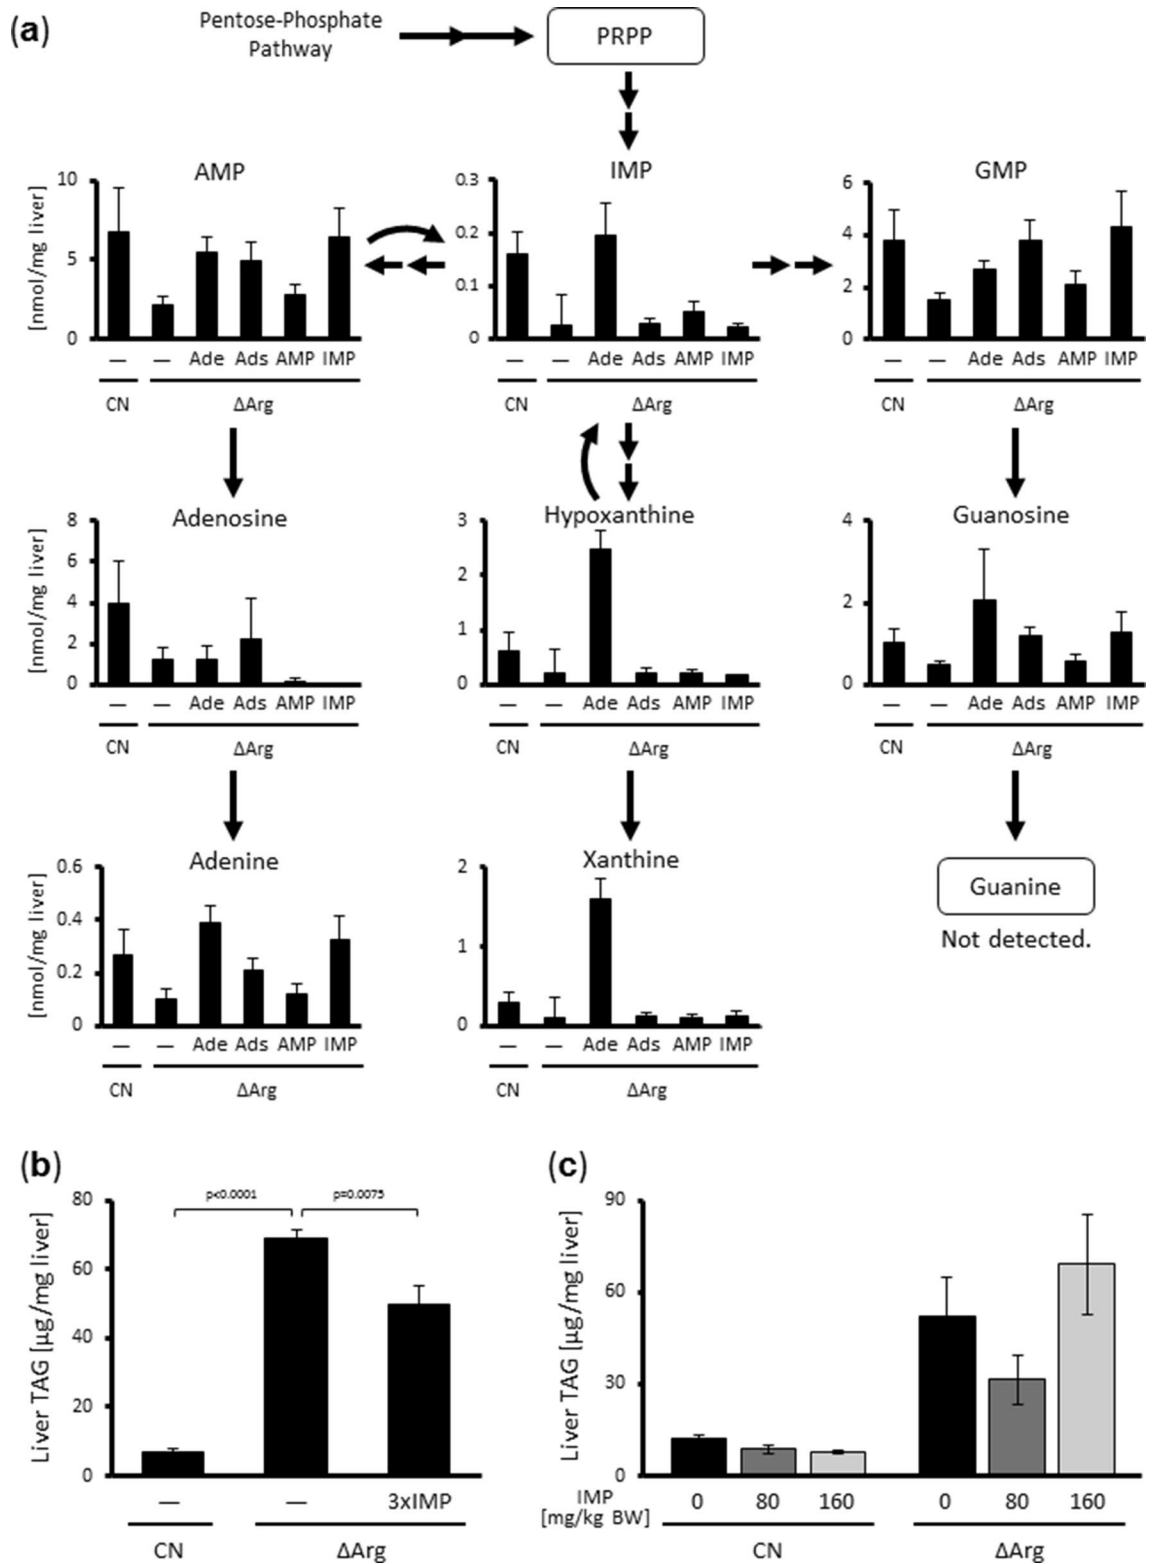 (a)
Pentose-Phosphate
Pathway
PRPP
AMP
IMP
GMP
[nmol/mg liver]
10
5
0
0.3
0.2
0.1
0
6
4
2
0
— — Ade Ads AMP IMP
— — Ade Ads AMP IMP
— — Ade Ads AMP IMP
CN ΔArg
CN ΔArg
CN ΔArg
Adenosine
Hypoxanthine
Guanosine
[nmol/mg liver]
8
6
4
2
0
3
2
1
0
4
2
0
— — Ade Ads AMP IMP
— — Ade Ads AMP IMP
— — Ade Ads AMP IMP
CN ΔArg
CN ΔArg
CN ΔArg
Adenine
Xanthine
Guanine
Not detected.
[nmol/mg liver]
0.6
0.4
0.2
0
2
1
0
— — Ade Ads AMP IMP
— — Ade Ads AMP IMP
CN ΔArg
CN ΔArg
(b)
Liver TAG [µg/mg liver]
80
60
40
20
0
p<0.0001
p=0.0075
— — 3xIMP
CN ΔArg
(c)
Liver TAG [µg/mg liver]
90
60
30
0
IMP
[mg/kg BW]
0 80 160 0 80 160
CN ΔArg